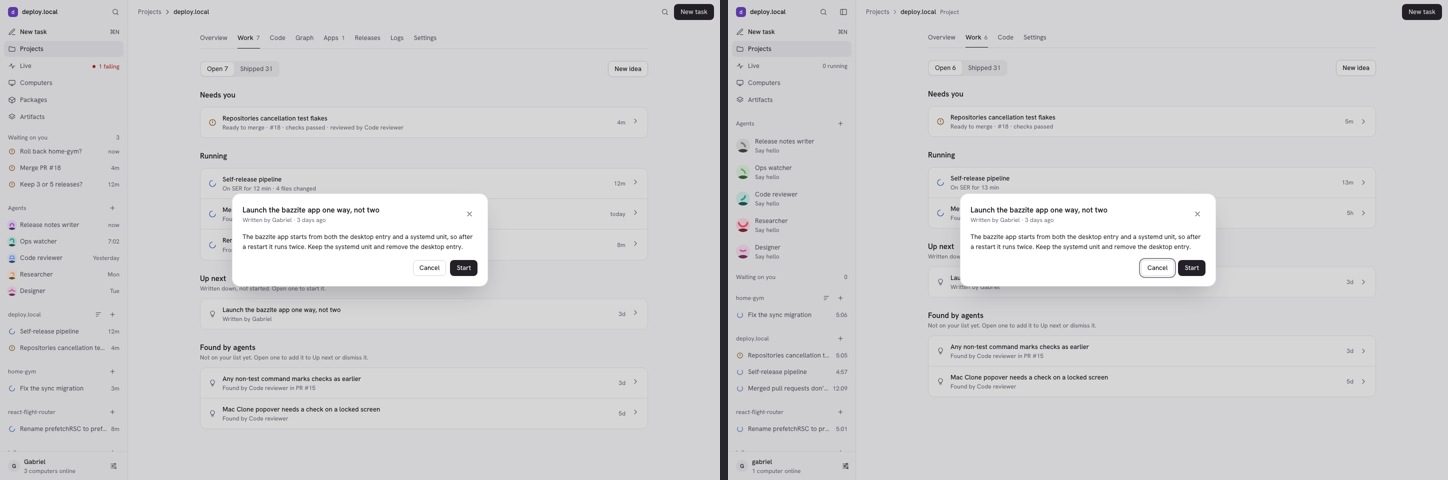 d deploy.local
New task ⌘N
Projects
Live 1 failing
Computers
Packages
Artifacts
Waiting on you 3
Roll back home-gym? now
Merge PR #18 4m
Keep 3 or 5 releases? 12m
Agents
Release notes writer now
Ops watcher 7:02
Code reviewer Yesterday
Researcher Mon
Designer Tue
deploy.local
Self-release pipeline 12m
Repositories cancellation te... 4m
home-gym
Fix the sync migration 3m
react-flight-router
Rename prefetchRSC to pref... 8m
G Gabriel
3 computers online
Projects > deploy.local
New task
Overview Work 7 Code Graph Apps 1 Releases Logs Settings
Open 7 Shipped 31 New idea
Needs you
Repositories cancellation test flakes
Ready to merge · #18 · checks passed · reviewed by Code reviewer
4m
Running
Self-release pipeline
On SER for 12 min · 4 files changed
12m
Me
Fou
today
Rer
Fro
8m
Launch the bazzite app one way, not two
Written by Gabriel · 3 days ago
The bazzite app starts from both the desktop entry and a systemd unit, so after
a restart it runs twice. Keep the systemd unit and remove the desktop entry.
Cancel Start
Up next
Written down, not started. Open one to start it.
Launch the bazzite app one way, not two
Written by Gabriel
3d
Found by agents
Not on your list yet. Open one to add it to Up next or dismiss it.
Any non-test command marks checks as earlier
Found by Code reviewer in PR #15
3d
Mac Clone popover needs a check on a locked screen
Found by Code reviewer
5d
d deploy.local
New task ⌘N
Projects
Live 0 running
Computers
Artifacts
Agents
Release notes writer
Say hello
Ops watcher
Say hello
Code reviewer
Say hello
Researcher
Say hello
Designer
Say hello
Waiting on you 0
home-gym
Fix the sync migration 5:06
deploy.local
Repositories cancellation t... 5:05
Self-release pipeline 4:57
Merged pull requests don'... 12:09
react-flight-router
Rename prefetchRSC to pr... 5:01
G gabriel
1 computer online
Projects > deploy.local Project
New task
Overview Work 6 Code Settings
Open 6 Shipped 31 New idea
Needs you
Repositories cancellation test flakes
Ready to merge · #18 · checks passed
5m
Running
Self-release pipeline
On SER for 13 min
13m
Me
Fou
5h
Launch the bazzite app one way, not two
Written by Gabriel · 3 days ago
The bazzite app starts from both the desktop entry and a systemd unit, so after
a restart it runs twice. Keep the systemd unit and remove the desktop entry.
Cancel Start
Up next
Written dow
Lau
Written by Gabriel
3d
Found by agents
Not on your list yet. Open one to add it to Up next or dismiss it.
Any non-test command marks checks as earlier
Found by Code reviewer in PR #15
3d
Mac Clone popover needs a check on a locked screen
Found by Code reviewer
5d